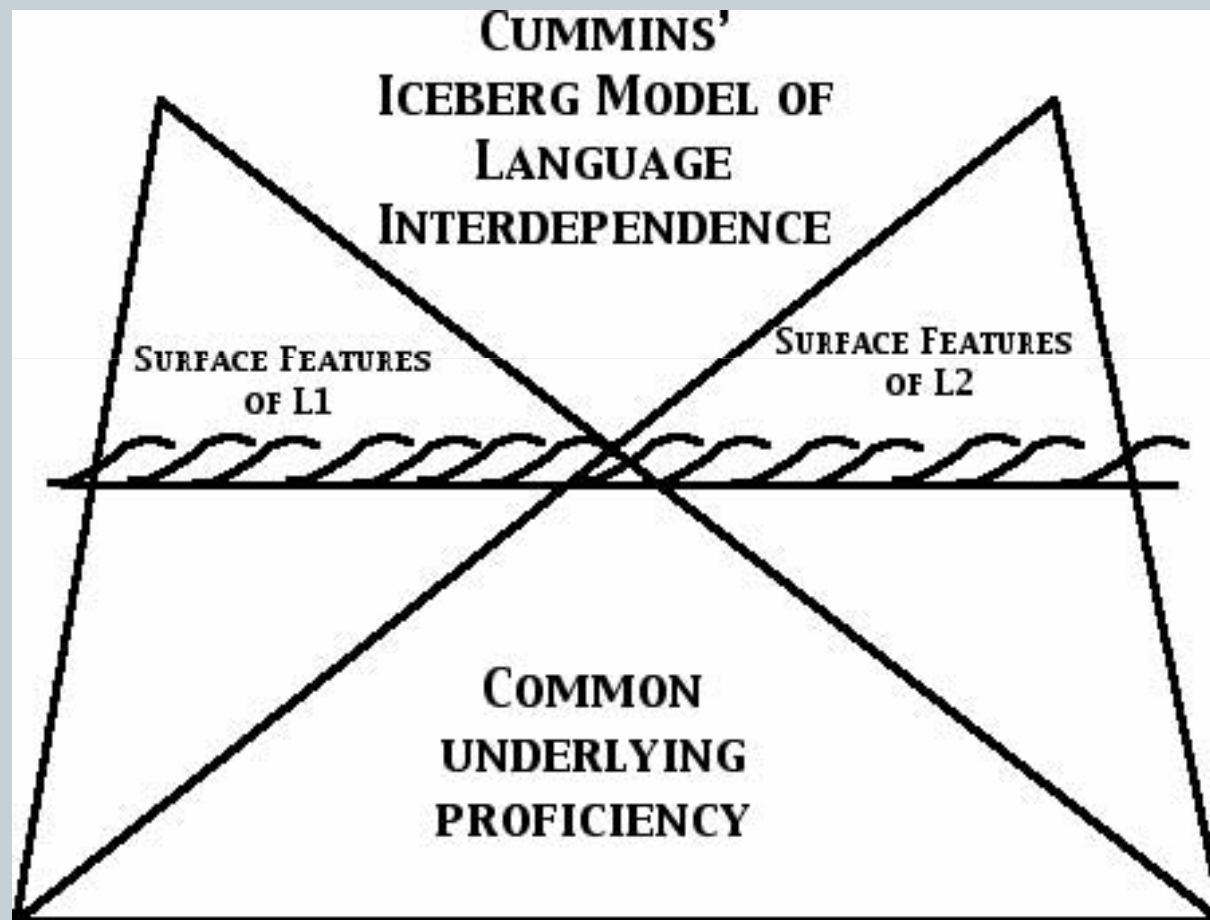 CUMMINS'
ICEBERG MODEL OF
LANGUAGE
INTERDEPENDENCE
SURFACE FEATURES
OF L1
SURFACE FEATURES
OF L2
COMMON
UNDERLYING
PROFICIENCY